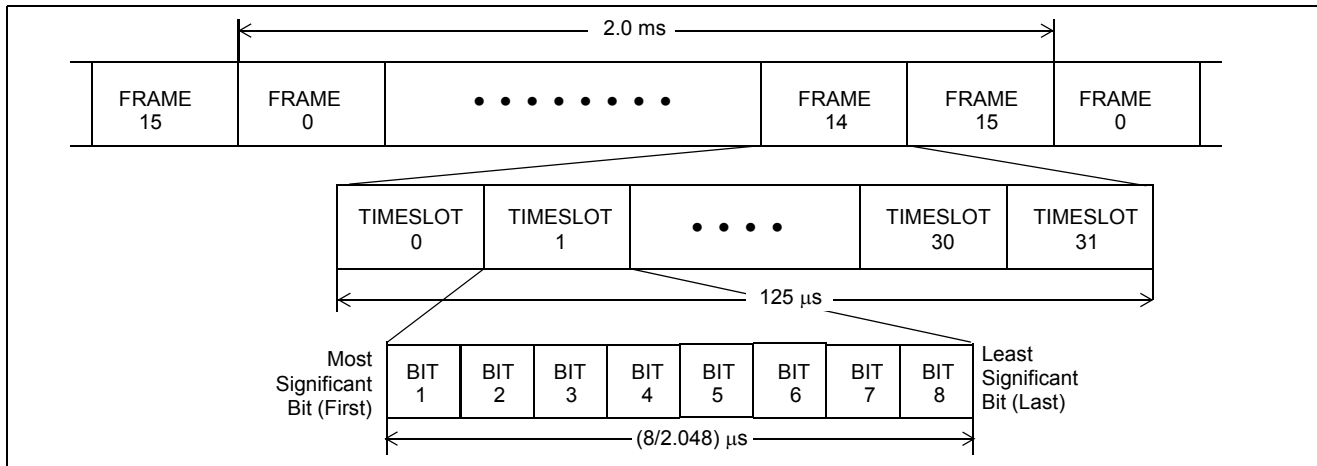 2.0 ms
FRAME 15
FRAME 0
FRAME 14
FRAME 15
FRAME 0
TIMESLOT 0
TIMESLOT 1
TIMESLOT 30
TIMESLOT 31
125 μs
Most
Significant
Bit (First)
BIT 1
BIT 2
BIT 3
BIT 4
BIT 5
BIT 6
BIT 7
BIT 8
Least
Significant
Bit (Last)
(8/2.048) μs